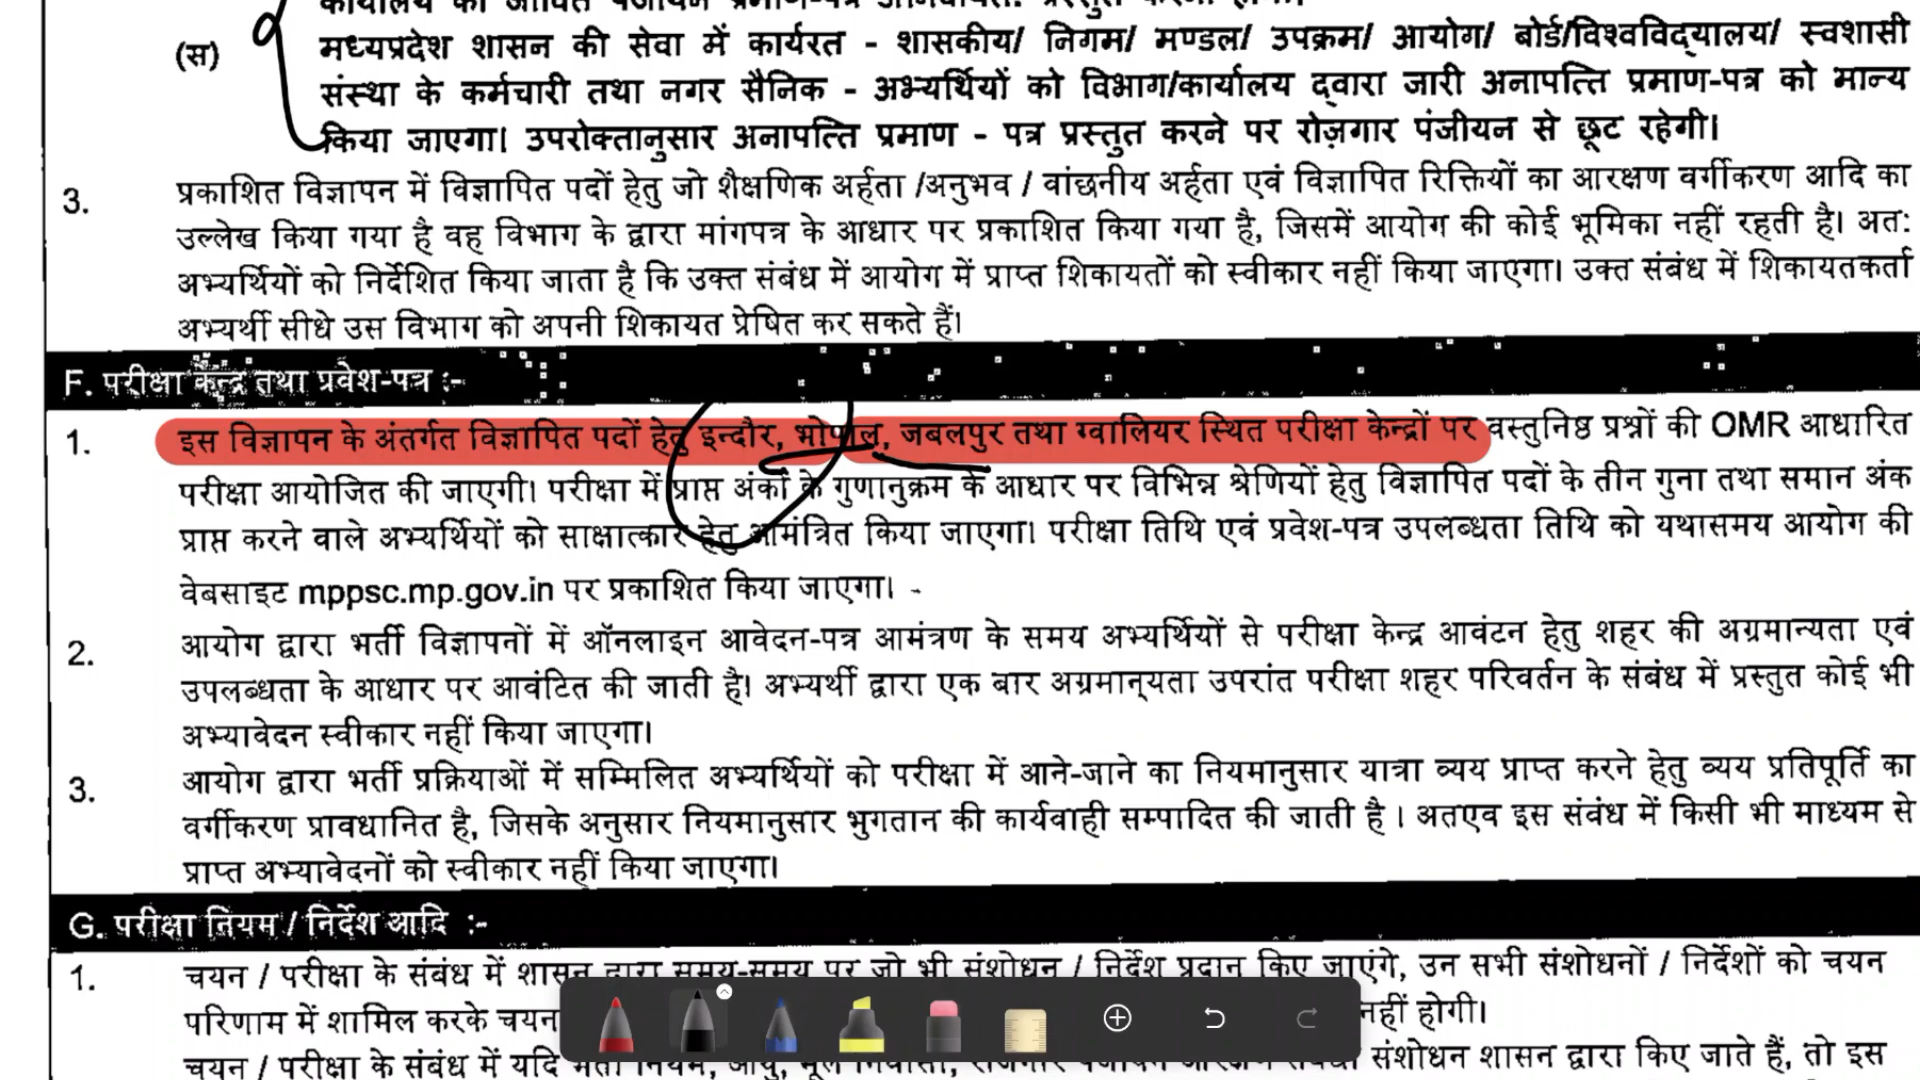 कार्यालय का जीवित पंजीयन प्रमाण-पत्र अनिवार्यतः प्रस्तुत करना होगा।
(स) मध्यप्रदेश शासन की सेवा में कार्यरत - शासकीय/ निगम/ मण्डल/ उपक्रम/ आयोग/ बोर्ड/विश्वविद्यालय/ स्वशासी
संस्था के कर्मचारी तथा नगर सैनिक - अभ्यर्थियों को विभाग/कार्यालय द्वारा जारी अनापत्ति प्रमाण-पत्र को मान्य
किया जाएगा। उपरोक्तानुसार अनापत्ति प्रमाण - पत्र प्रस्तुत करने पर रोज़गार पंजीयन से छूट रहेगी।
3. प्रकाशित विज्ञापन में विज्ञापित पदों हेतु जो शैक्षणिक अर्हता /अनुभव / वांछनीय अर्हता एवं विज्ञापित रिक्तियों का आरक्षण वर्गीकरण आदि का
उल्लेख किया गया है वह विभाग के द्वारा मांगपत्र के आधार पर प्रकाशित किया गया है, जिसमें आयोग की कोई भूमिका नहीं रहती है। अत:
अभ्यर्थियों को निर्देशित किया जाता है कि उक्त संबंध में आयोग में प्राप्त शिकायतों को स्वीकार नहीं किया जाएगा। उक्त संबंध में शिकायतकर्ता
अभ्यर्थी सीधे उस विभाग को अपनी शिकायत प्रेषित कर सकते हैं।
F. परीक्षा केन्द्र तथा प्रवेश-पत्र :-
1. इस विज्ञापन के अंतर्गत विज्ञापित पदों हेतु इन्दौर, भोपाल, जबलपुर तथा ग्वालियर स्थित परीक्षा केन्द्रों पर वस्तुनिष्ठ प्रश्नों की OMR आधारित
परीक्षा आयोजित की जाएगी। परीक्षा में प्राप्त अंकों के गुणानुक्रम के आधार पर विभिन्न श्रेणियों हेतु विज्ञापित पदों के तीन गुना तथा समान अंक
प्राप्त करने वाले अभ्यर्थियों को साक्षात्कार हेतु आमंत्रित किया जाएगा। परीक्षा तिथि एवं प्रवेश-पत्र उपलब्धता तिथि को यथासमय आयोग की
वेबसाइट mppsc.mp.gov.in पर प्रकाशित किया जाएगा।
2. आयोग द्वारा भर्ती विज्ञापनों में ऑनलाइन आवेदन-पत्र आमंत्रण के समय अभ्यर्थियों से परीक्षा केन्द्र आवंटन हेतु शहर की अग्रमान्यता एवं
उपलब्धता के आधार पर आवंटित की जाती है। अभ्यर्थी द्वारा एक बार अग्रमान्यता उपरांत परीक्षा शहर परिवर्तन के संबंध में प्रस्तुत कोई भी
अभ्यावेदन स्वीकार नहीं किया जाएगा।
3. आयोग द्वारा भर्ती प्रक्रियाओं में सम्मिलित अभ्यर्थियों को परीक्षा में आने-जाने का नियमानुसार यात्रा व्यय प्राप्त करने हेतु व्यय प्रतिपूर्ति का
वर्गीकरण प्रावधानित है, जिसके अनुसार नियमानुसार भुगतान की कार्यवाही सम्पादित की जाती है । अतएव इस संबंध में किसी भी माध्यम से
प्राप्त अभ्यावेदनों को स्वीकार नहीं किया जाएगा।
G. परीक्षा नियम / निर्देश आदि :-
1. चयन / परीक्षा के संबंध में शासन द्वारा समय-समय पर जो भी संशोधन / निर्देश प्रदान किए जाएंगे, उन सभी संशोधनों / निर्देशों को चयन
परिणाम में शामिल करके चयन नहीं होगी।
चयन / परीक्षा के संबंध में यदि भर्ती नियम, आयु, मूल निवासी, संशोधन शासन द्वारा किए जाते हैं, तो इस